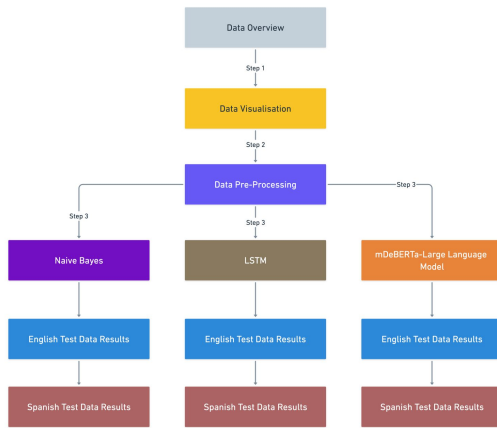 Data Overview
Step 1
Data Visualisation
Step 2
Data Pre-Processing
Step 3
Step 3
Step 3
Naive Bayes
LSTM
mDeBERTa-Large Language
Model
English Test Data Results
English Test Data Results
English Test Data Results
Spanish Test Data Results
Spanish Test Data Results
Spanish Test Data Results